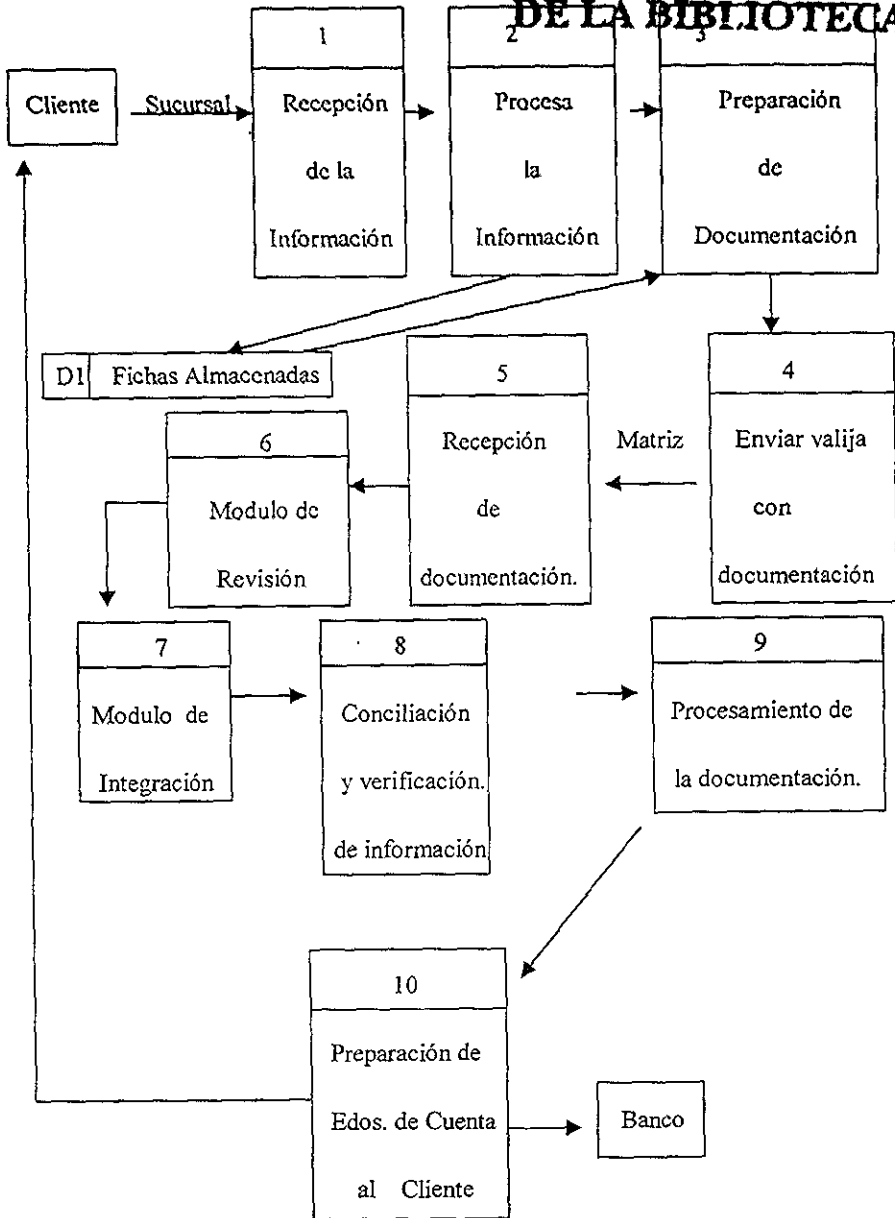 DE LA BIBLIOTECA
1
2
3
Cliente
Sucursal
Recepción
de la
Información
Procesa
la
Información
Preparación
de
Documentación
D1 Fichas Almacenadas
5
Recepción
de
documentación.
Matriz
4
Enviar valija
con
documentación
6
Modulo de
Revisión
7
Modulo de
Integración
8
Conciliación
y verificación.
de información
9
Procesamiento de
la documentación.
10
Preparación de
Edos. de Cuenta
al Cliente
Banco